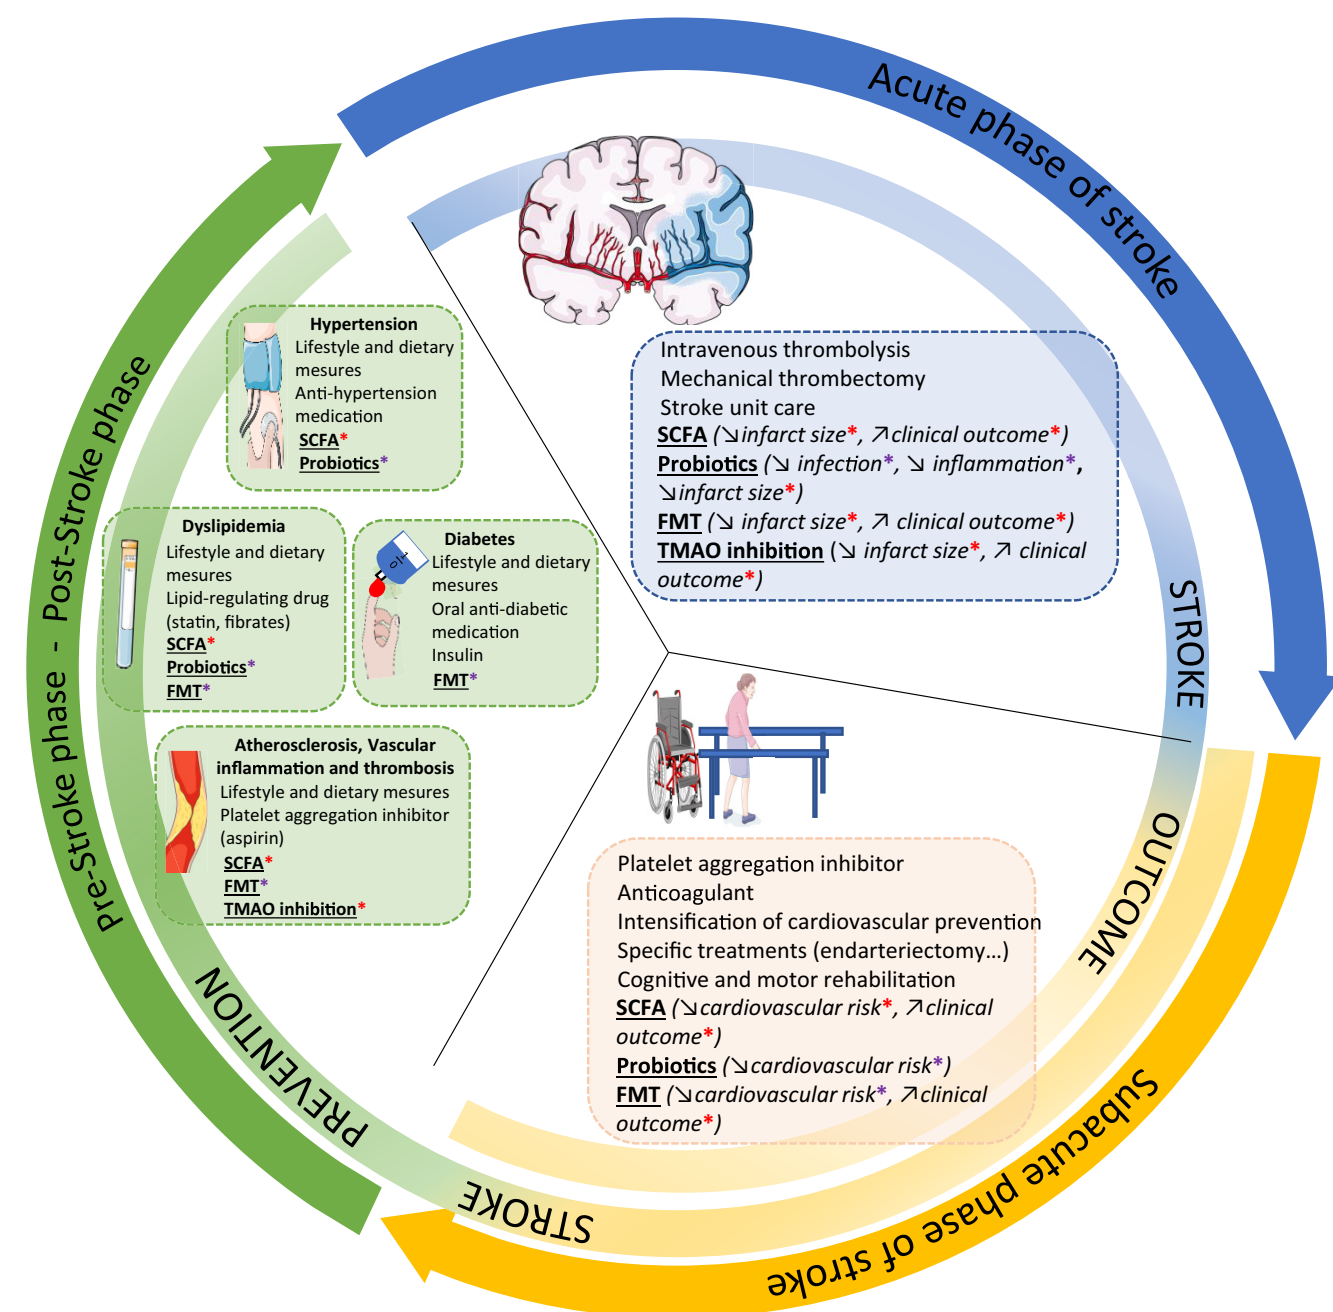 Acute phase of stroke
Intravenous thrombolysis
Mechanical thrombectomy
Stroke unit care
SCFA (↘infarct size*, ↗clinical outcome*)
Probiotics (↘ infection*, ↘ inflammation*,
↘infarct size*)
FMT (↘ infarct size*, ↗ clinical outcome*)
TMAO inhibition (↘ infarct size*, ↗ clinical
outcome*)
STROKE
OUTCOME
Subacute phase of stroke
Platelet aggregation inhibitor
Anticoagulant
Intensification of cardiovascular prevention
Specific treatments (endarteriectomy…)
Cognitive and motor rehabilitation
SCFA (↘cardiovascular risk*, ↗clinical
outcome*)
Probiotics (↘cardiovascular risk*)
FMT (↘cardiovascular risk*, ↗clinical
outcome*)
STROKE
PREVENTION
Pre-Stroke phase - Post-Stroke phase
Hypertension
Lifestyle and dietary
mesures
Anti-hypertension
medication
SCFA*
Probiotics*
Dyslipidemia
Lifestyle and dietary
mesures
Lipid-regulating drug
(statin, fibrates)
SCFA*
Probiotics*
FMT*
Diabetes
Lifestyle and dietary
mesures
Oral anti-diabetic
medication
Insulin
FMT*
Atherosclerosis, Vascular
inflammation and thrombosis
Lifestyle and dietary mesures
Platelet aggregation inhibitor
(aspirin)
SCFA*
FMT*
TMAO inhibition*